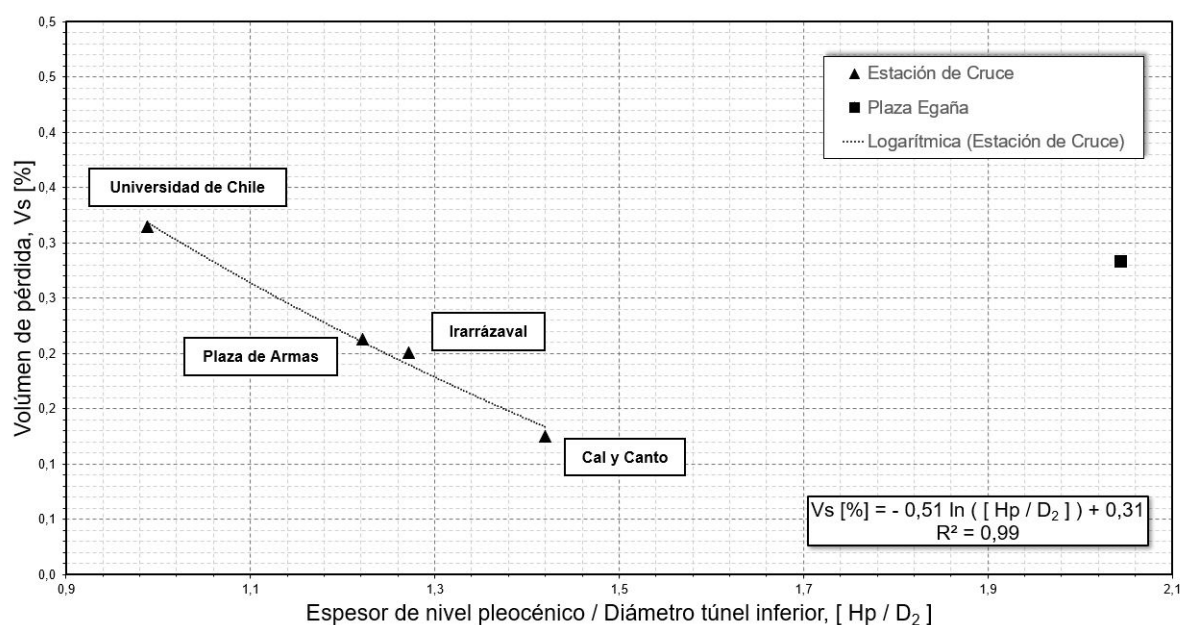 0,5
0,5
0,4
0,4
0,3
0,3
0,2
0,2
0,1
0,1
0,0
Volúmen de pérdida, Vs [%]
Estación de Cruce
Plaza Egaña
Logarítmica (Estación de Cruce)
Universidad de Chile
Irarrázaval
Plaza de Armas
Cal y Canto
Vs [%] = - 0,51 ln ( [ Hp / D₂ ] ) + 0,31
R² = 0,99
0,9 1,1 1,3 1,5 1,7 1,9 2,1
Espesor de nivel pleocénico / Diámetro túnel inferior, [ Hp / D₂ ]